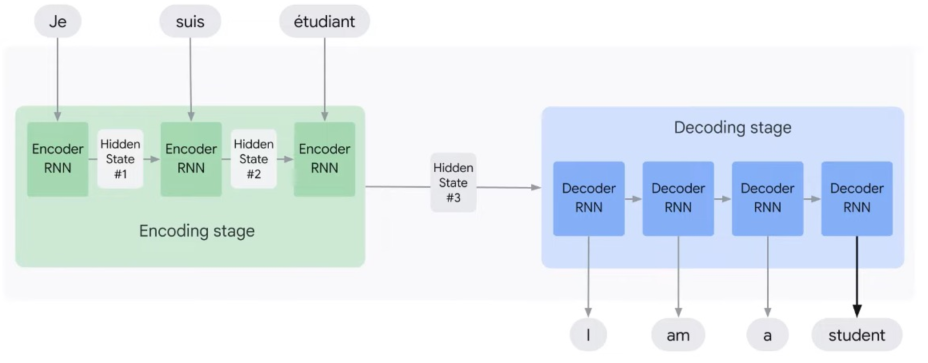 Je
suis
étudiant
Encoder
RNN
Hidden
State
#1
Encoder
RNN
Hidden
State
#2
Encoder
RNN
Encoding stage
Hidden
State
#3
Decoding stage
Decoder
RNN
Decoder
RNN
Decoder
RNN
Decoder
RNN
I
am
a
student